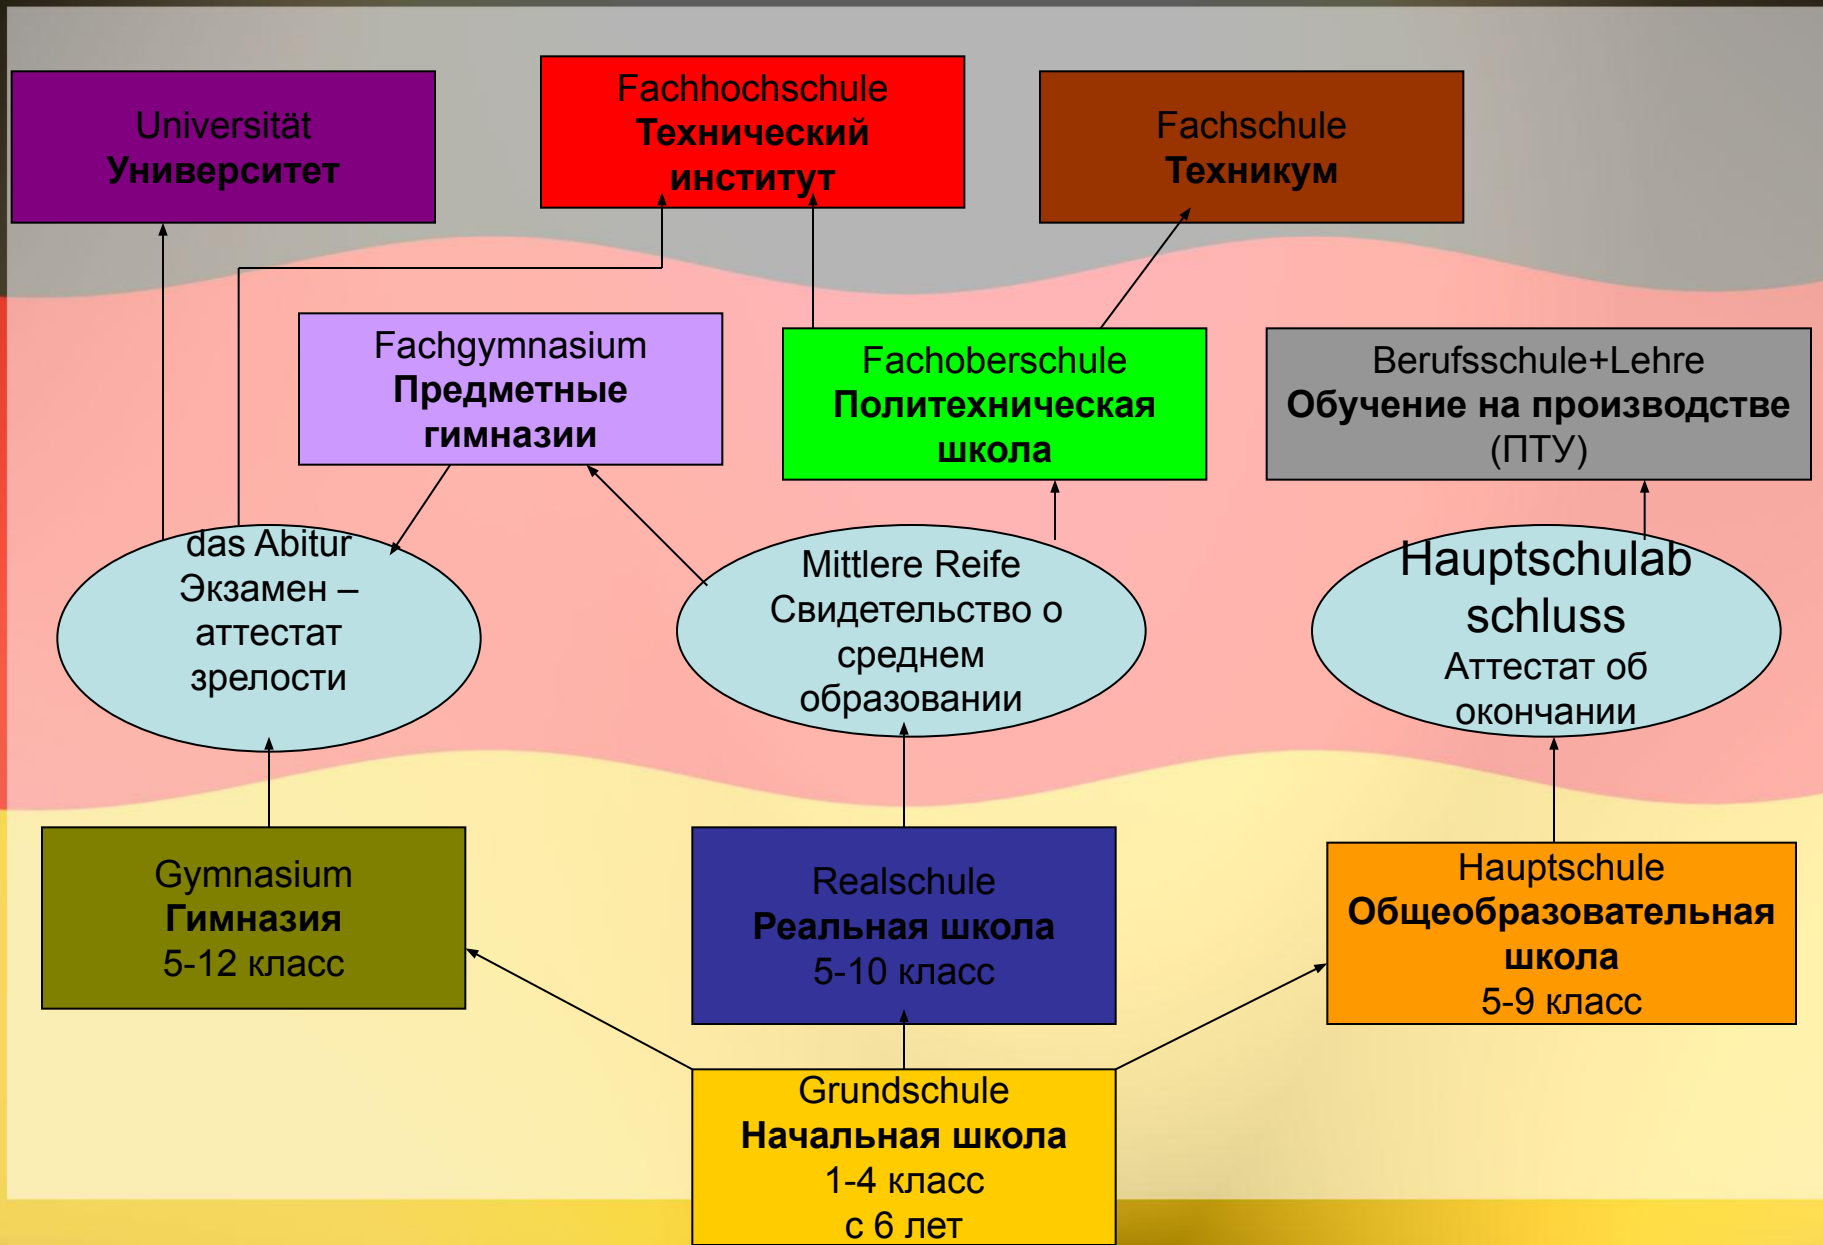 Universität
Университет
Fachhochschule
Технический
институт
Fachschule
Техникум
Fachgymnasium
Предметные
гимназии
Fachoberschule
Политехническая
школа
Berufsschule+Lehre
Обучение на производстве
(ПТУ)
das Abitur
Экзамен –
аттестат
зрелости
Mittlere Reife
Свидетельство о
среднем
образовании
Hauptschulab
schluss
Аттестат об
окончании
Gymnasium
Гимназия
5-12 класс
Realschule
Реальная школа
5-10 класс
Hauptschule
Общеобразовательная
школа
5-9 класс
Grundschule
Начальная школа
1-4 класс
с 6 лет